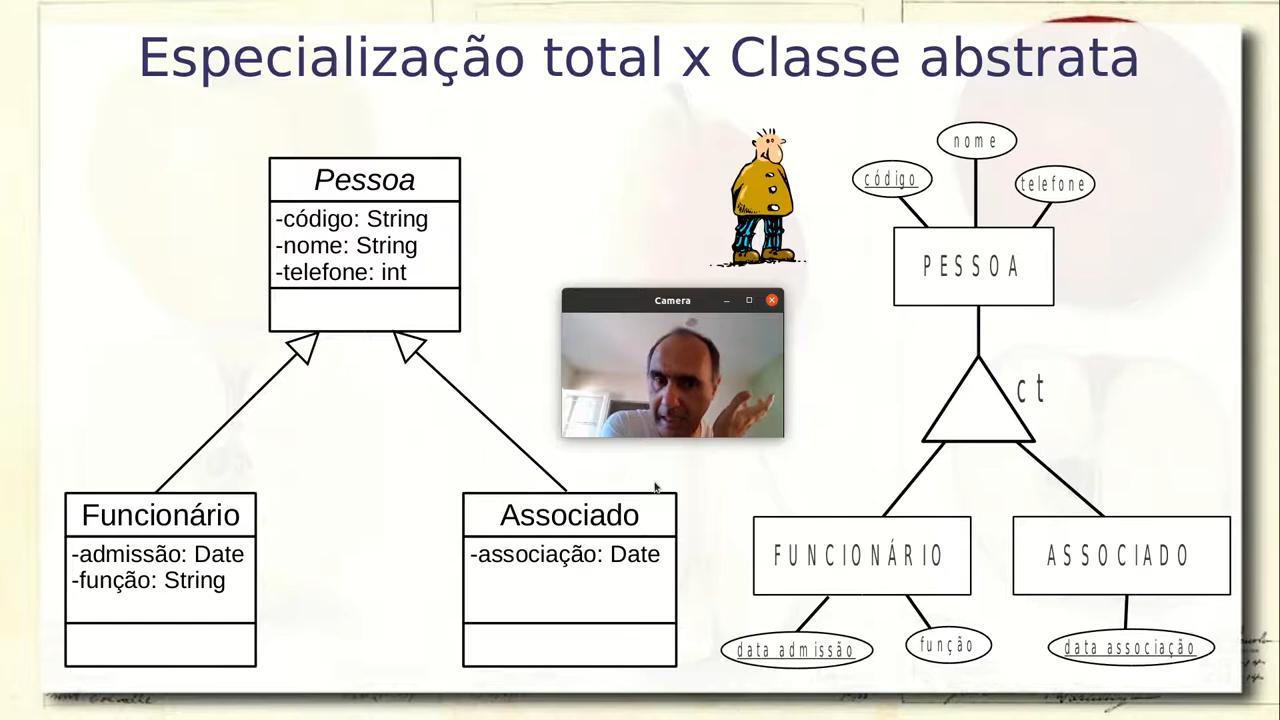 Especialização total x Classe abstrata
Pessoa
-código: String
-nome: String
-telefone: int
Funcionário
-admissão: Date
-função: String
Associado
-associação: Date
Camera
nome
código
telefone
PESSOA
ct
FUNCIONÁRIO
ASSOCIADO
data admissão
função
data associação